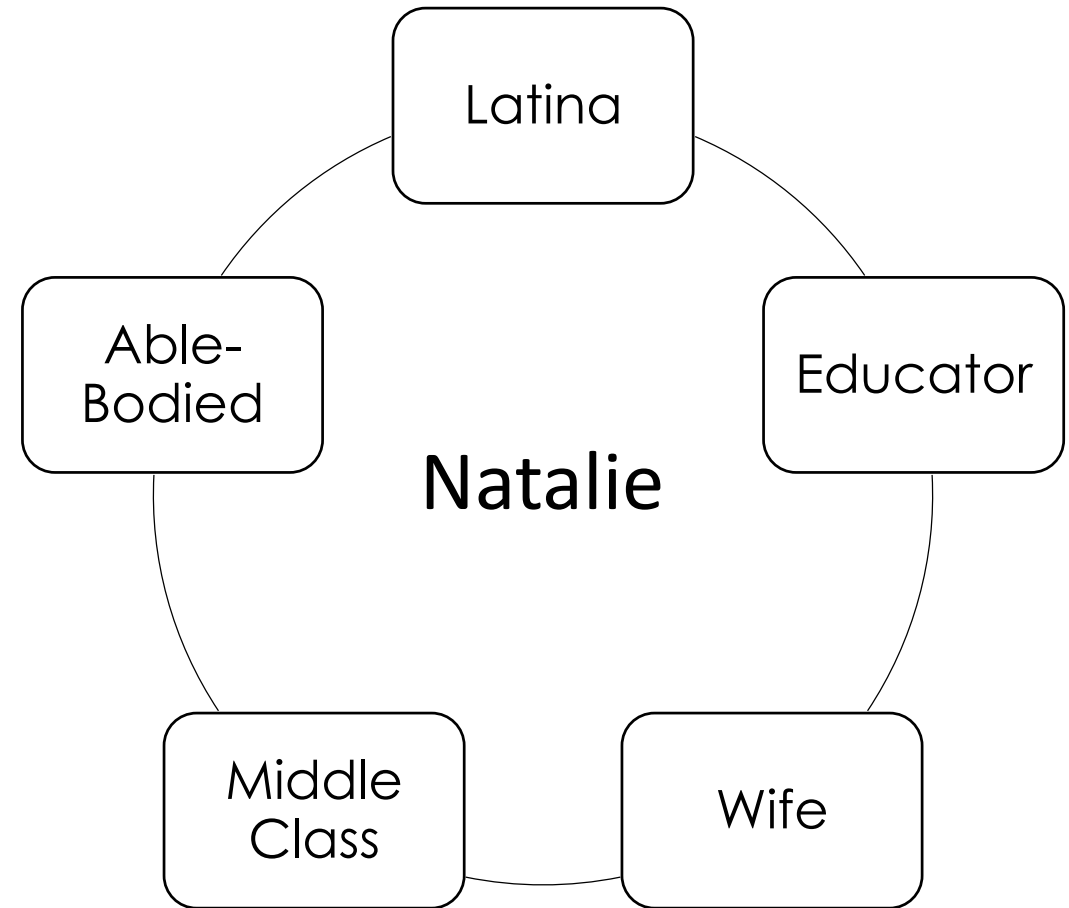 Latina
Educator
Wife
Middle
Class
Able-
Bodied
Natalie